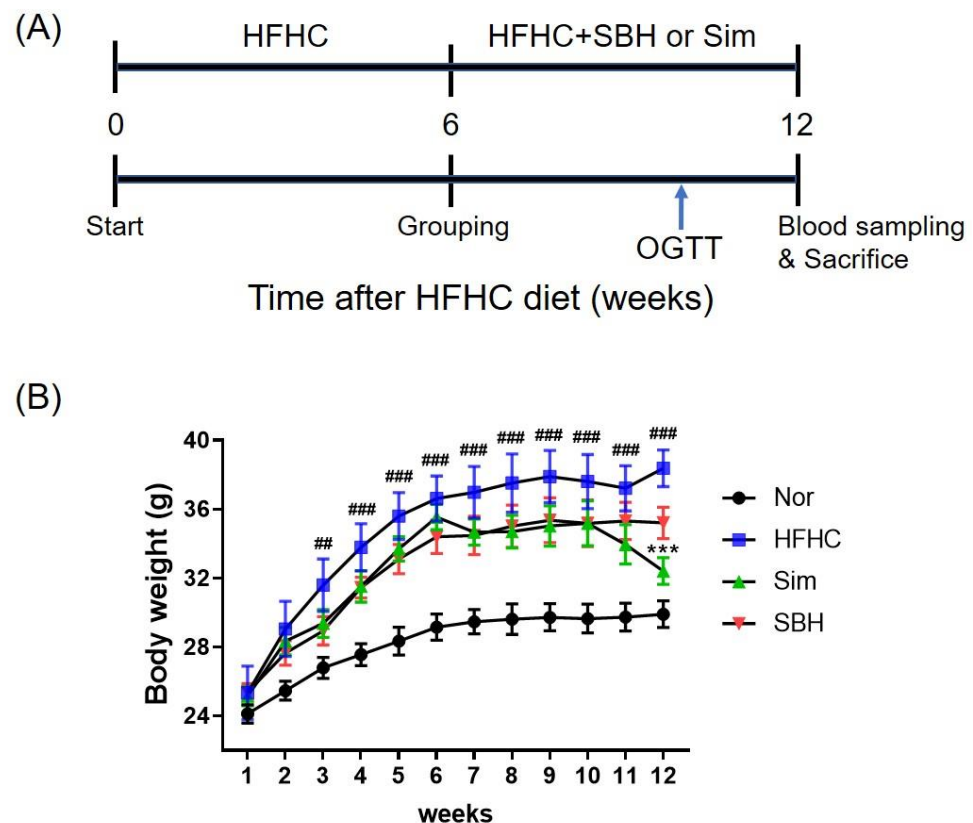 (A)
HFHC HFHC+SBH or Sim
0 6 12
Start Grouping OGTT Blood sampling
& Sacrifice
Time after HFHC diet (weeks)
(B)
Body weight (g)
40
36
32
28
24
## ### ### ### ### ### ### ### ### ###
***
1 2 3 4 5 6 7 8 9 10 11 12
weeks
Nor
HFHC
Sim
SBH